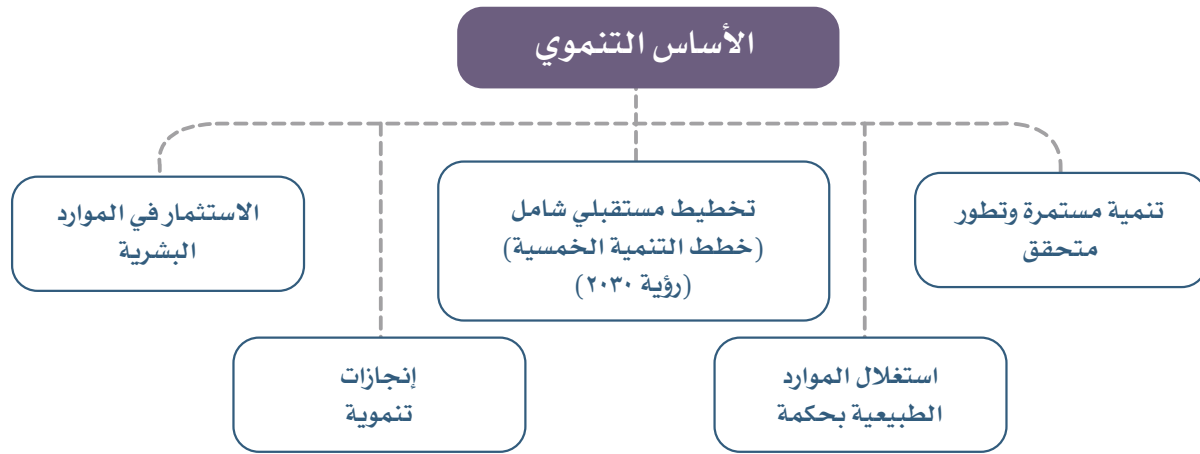 الأساس التنموي
تنمية مستمرة وتطور
متحقق
تخطيط مستقبلي شامل
(خطط التنمية الخمسية)
(رؤية ٢٠٣٠)
الاستثمار في الموارد
البشرية
استغلال الموارد
الطبيعية بحكمة
إنجازات
تنموية